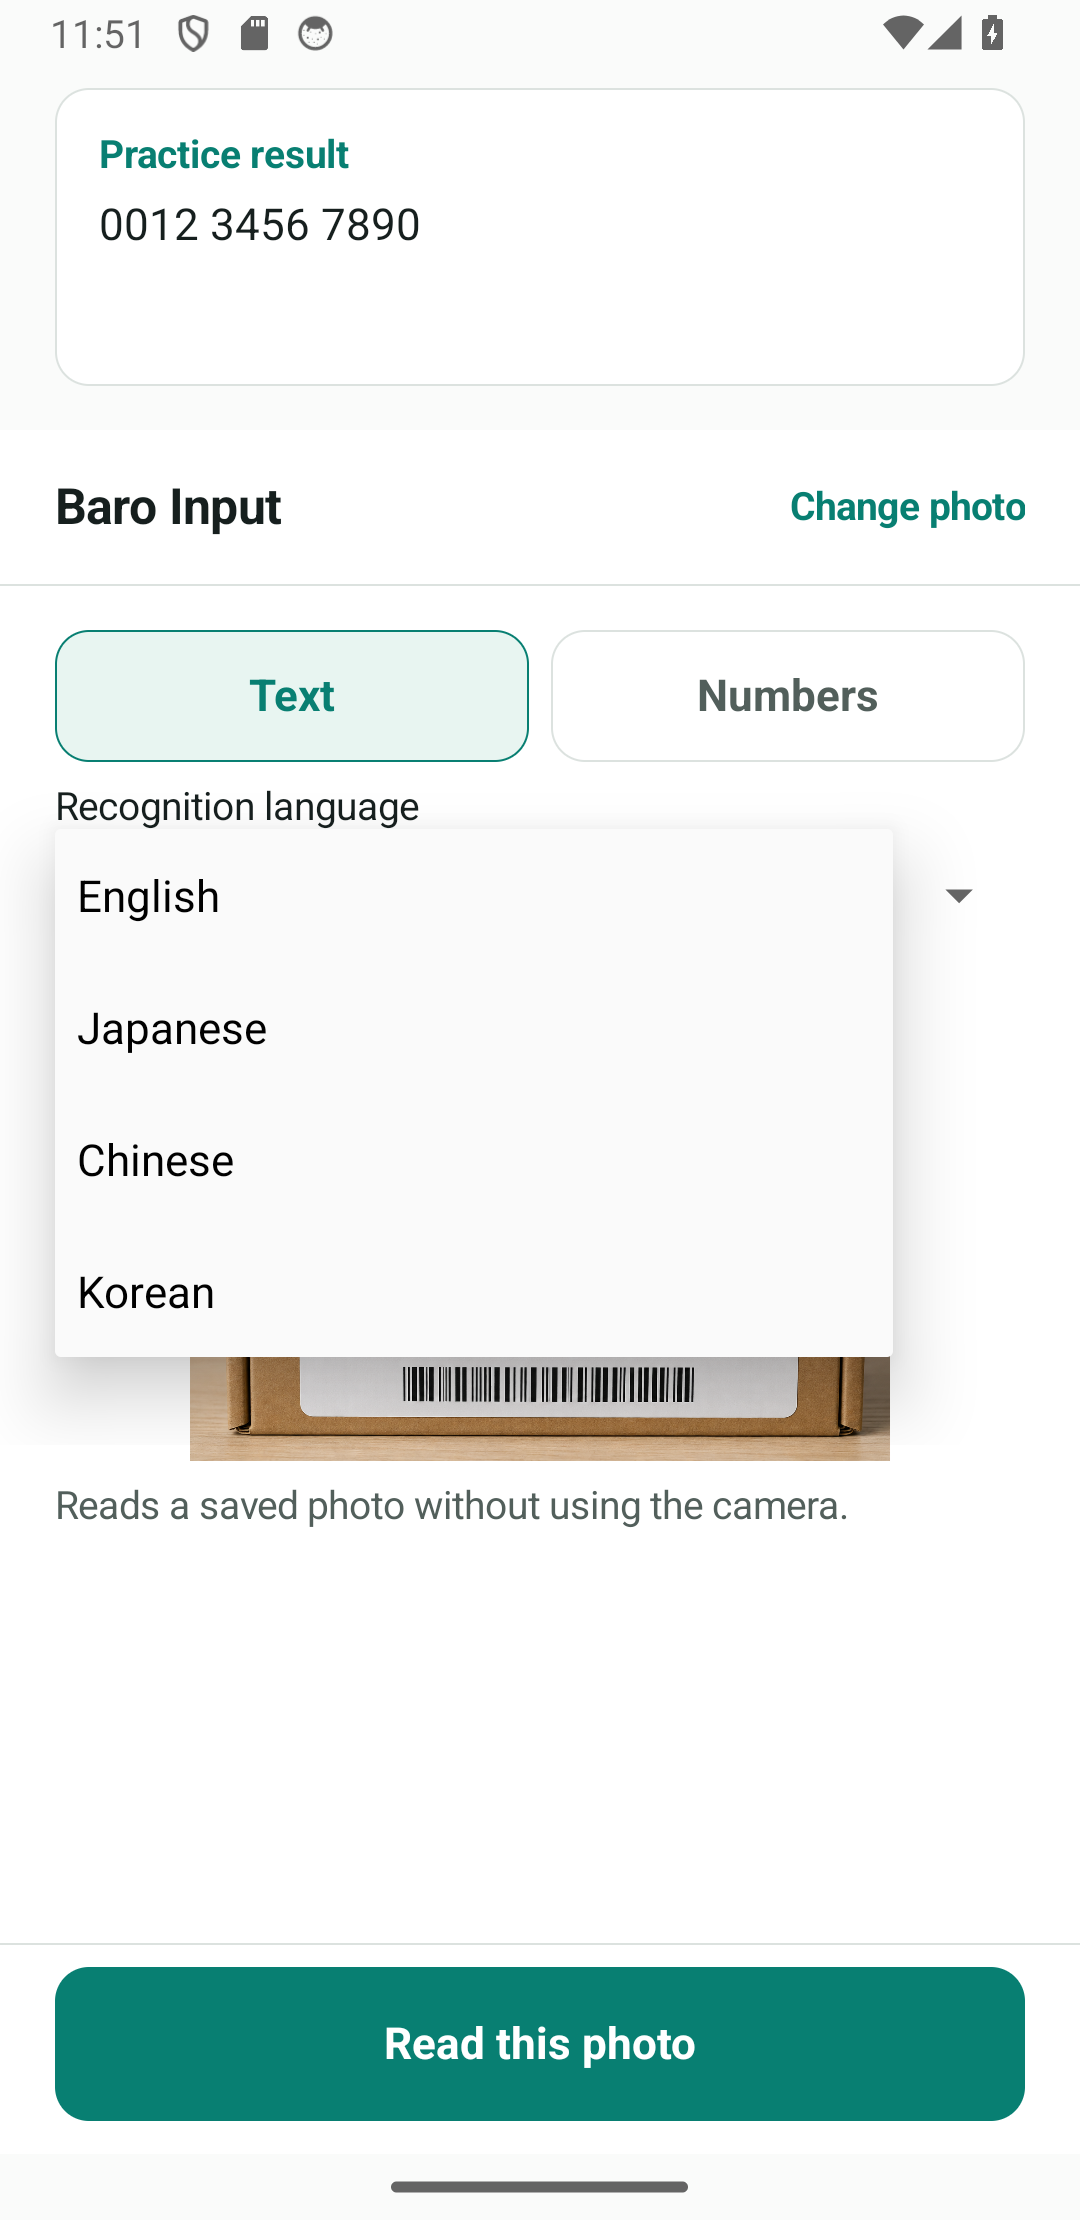 11:51
Practice result
0012 3456 7890
Baro Input
Change photo
Text
Numbers
Recognition language
English
Japanese
Chinese
Korean
Reads a saved photo without using the camera.
Read this photo